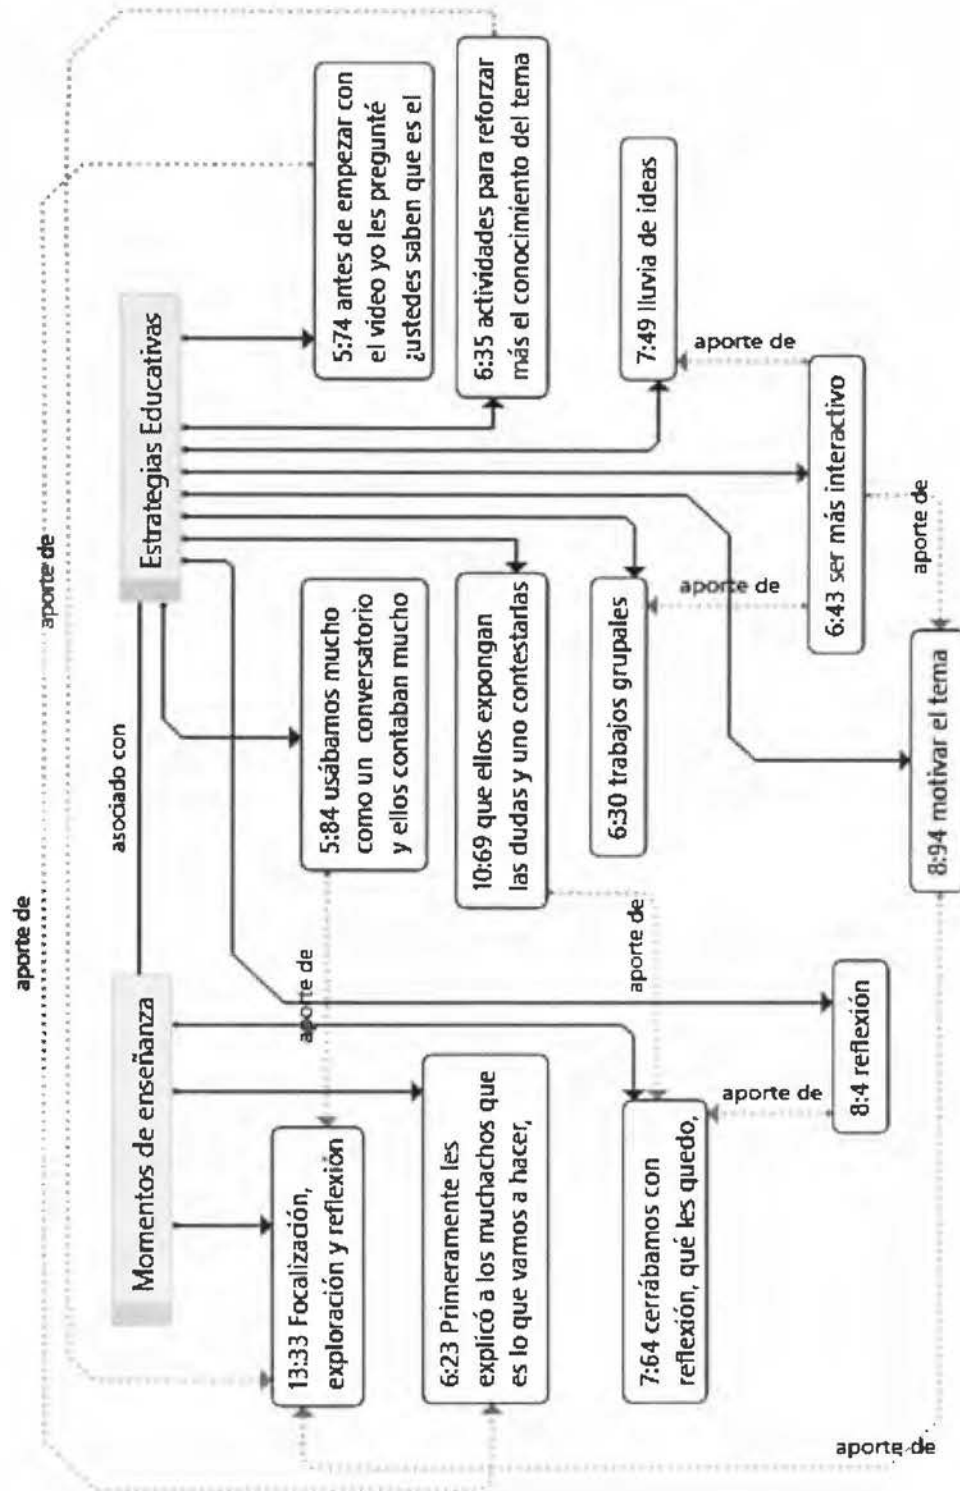 aporte de
aporte de
Momentos de enseñanza
asociado con
Estrategias Educativas
13:33 Focalización,
exploración y reflexión
aporte de
5:84 usábamos mucho
como un conversatorio
y ellos contaban mucho
5:74 antes de empezar con
el video yo les pregunté
¿ustedes saben que es el
6:23 Primeramente les
explicó a los muchachos que
es lo que vamos a hacer,
10:69 que ellos expongan
las dudas y uno contestarlas
6:35 actividades para reforzar
más el conocimiento del tema
aporte de
7:64 cerrábamos con
reflexión, qué les quedo,
6:30 trabajos grupales
7:49 lluvia de ideas
aporte de
aporte de
aporte de
8:4 reflexión
6:43 ser más interactivo
aporte de
8:94 motivar el tema
aporte de